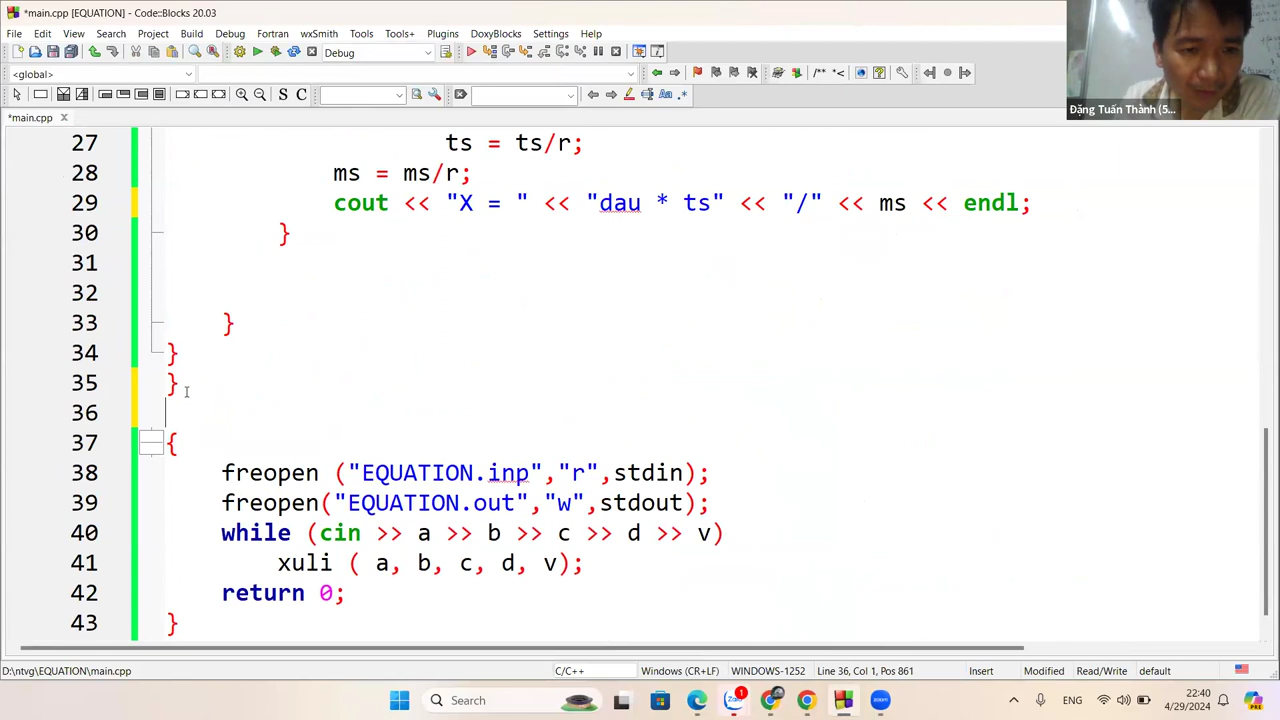 *main.cpp [EQUATION] - Code::Blocks 20.03
File Edit View Search Project Build Debug Fortran wxSmith Tools Tools+ Plugins DoxyBlocks Settings Help
Debug
<global>
/** *<
S C
Aa .*
*main.cpp
27 ts = ts/r;
28 ms = ms/r;
29 cout << "X = " << "dau * ts" << "/" << ms << endl;
30 }
31
32
33 }
34 }
35 }
36
37 {
38 freopen ("EQUATION.inp","r",stdin);
39 freopen("EQUATION.out","w",stdout);
40 while (cin >> a >> b >> c >> d >> v)
41 xuli ( a, b, c, d, v);
42 return 0;
43 }
Đặng Tuấn Thành (5...
D:\ntvg\EQUATION\main.cpp C/C++ Windows (CR+LF) WINDOWS-1252 Line 36, Col 1, Pos 861 Insert Modified Read/Write default
Search
Zalo 1
ENG
22:40
4/29/2024
PRE